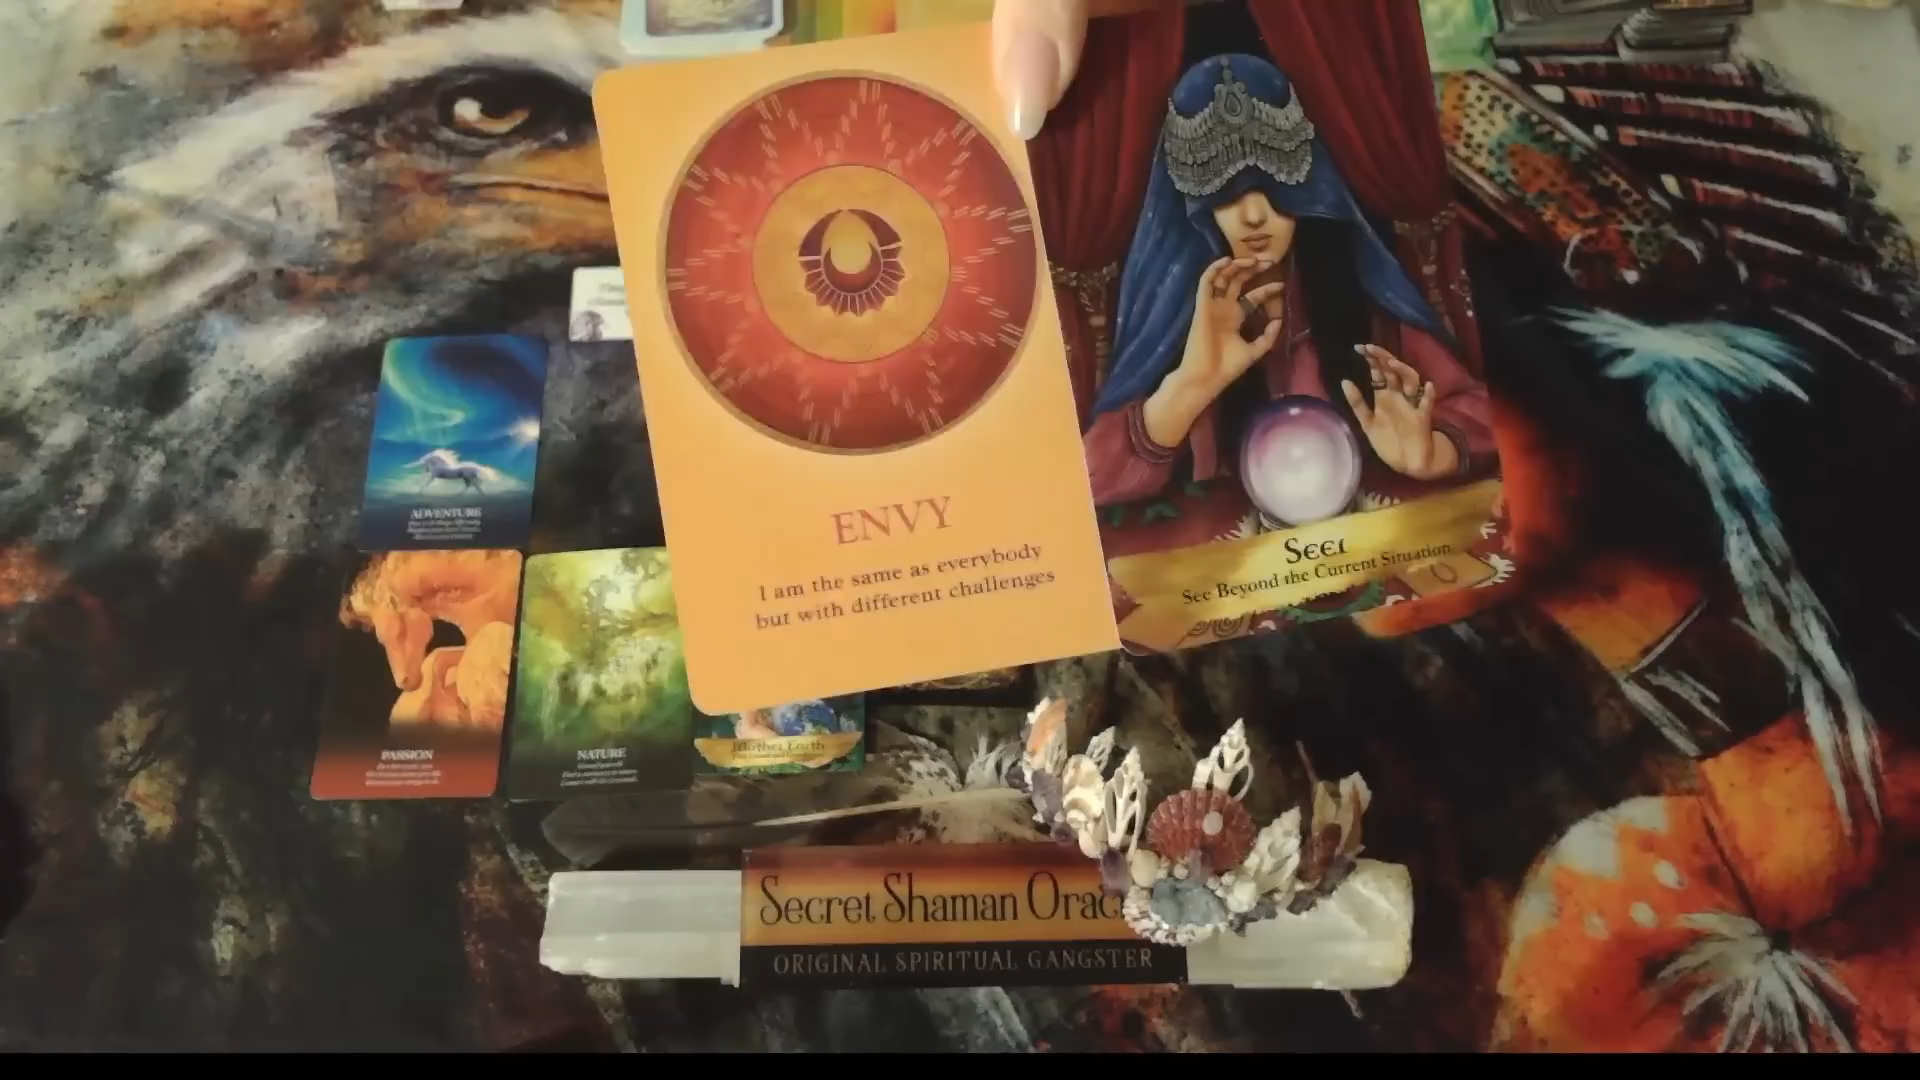 ENVY
I am the same as everybody
but with different challenges
Seer
See Beyond the Current Situation
ADVENTURE
PASSION
NATURE
Mother Earth
Secret Shaman Orac
ORIGINAL SPIRITUAL GANGSTER